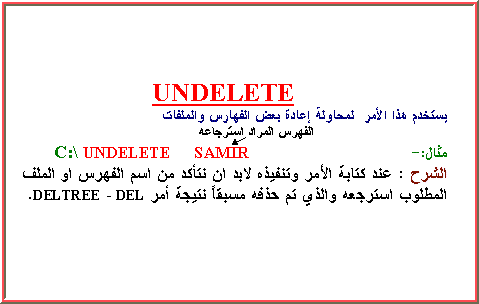 UNDELETE
يستخدم هذا الأمر لمحاولة إعادة بعض الفهارس والملفات
الفهرس المراد إسترجاعه
مثال:- C:\ UNDELETE SAMIR
الشرح : عند كتابة الأمر وتنفيذه لابد ان نتأكد من اسم الفهرس او الملف
المطلوب استرجعه والذي تم حذفه مسبقاً نتيجة أمر DELTREE - DEL.